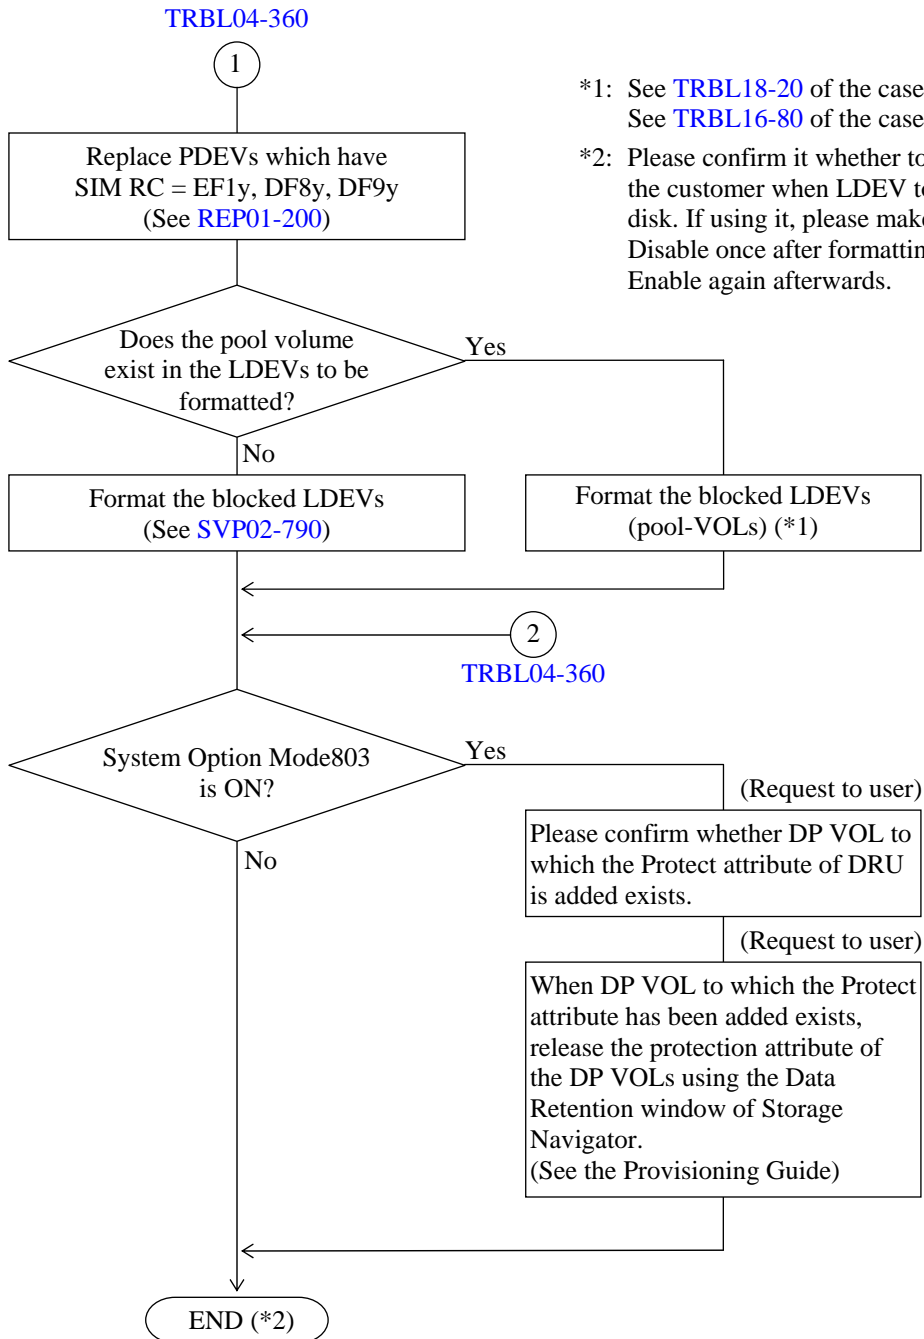 TRBL04-360
1
*1: See TRBL18-20 of the case
See TRBL16-80 of the case
*2: Please confirm it whether to
the customer when LDEV to
disk. If using it, please make
Disable once after formatting
Enable again afterwards.
Replace PDEVs which have
SIM RC = EF1y, DF8y, DF9y
(See REP01-200)
Does the pool volume
exist in the LDEVs to be
formatted?
Yes
No
Format the blocked LDEVs
(See SVP02-790)
Format the blocked LDEVs
(pool-VOLs) (*1)
2
TRBL04-360
System Option Mode803
is ON?
Yes
No
(Request to user)
Please confirm whether DP VOL to
which the Protect attribute of DRU
is added exists.
(Request to user)
When DP VOL to which the Protect
attribute has been added exists,
release the protection attribute of
the DP VOLs using the Data
Retention window of Storage
Navigator.
(See the Provisioning Guide)
END (*2)